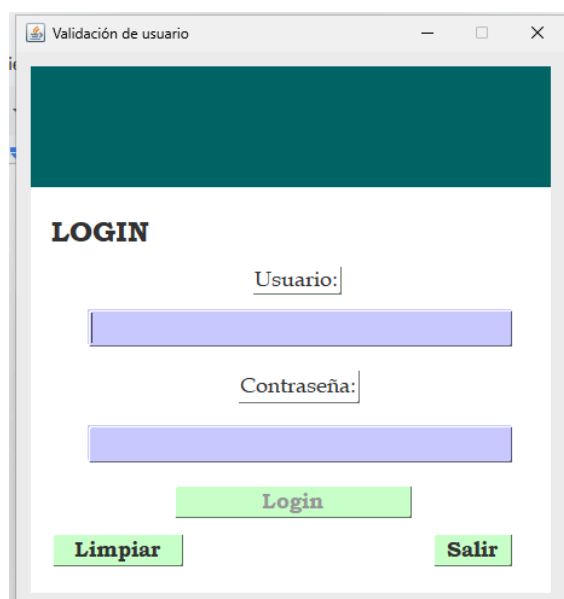 Validación de usuario
LOGIN
Usuario:
Contraseña:
Login
Limpiar Salir